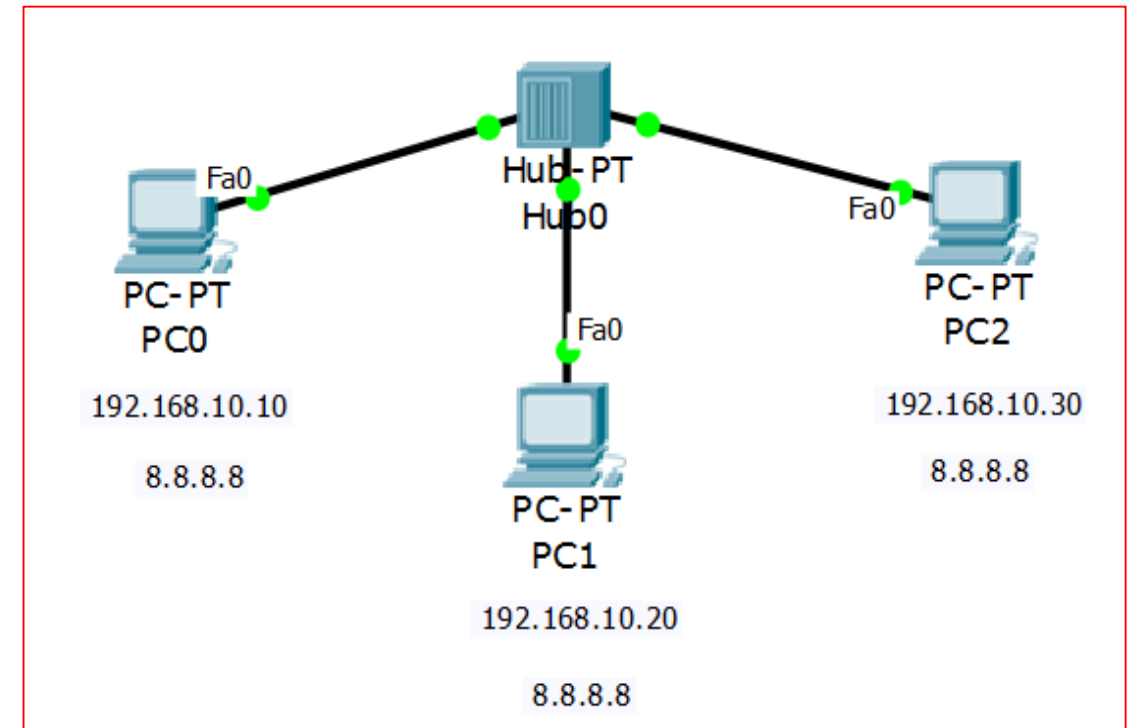 Hub-PT
Hub0
Fa0
PC-PT
PC0
192.168.10.10
8.8.8.8
Fa0
PC-PT
PC1
192.168.10.20
8.8.8.8
Fa0
PC-PT
PC2
192.168.10.30
8.8.8.8